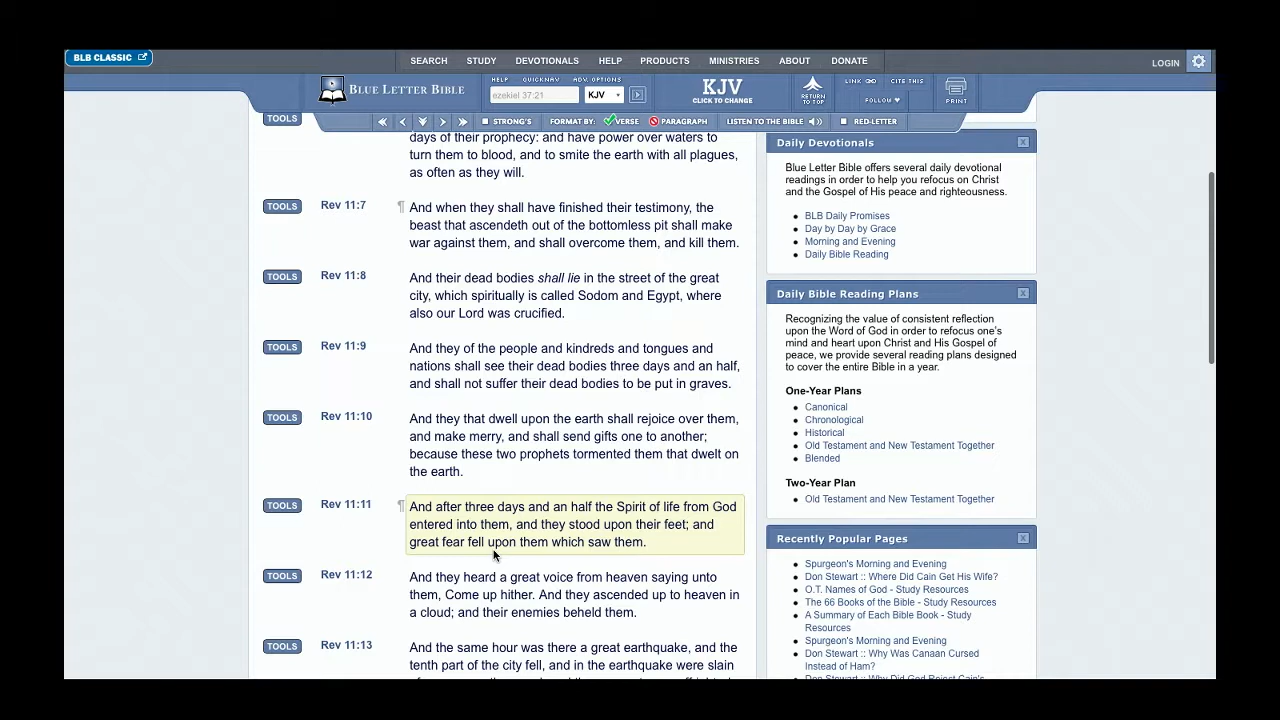 BLB CLASSIC
SEARCH STUDY DEVOTIONALS HELP PRODUCTS MINISTRIES ABOUT DONATE
LOGIN
BLUE LETTER BIBLE
HELP QUICKNAV ADV. OPTIONS
ezekiel 37:21 KJV
KJV
CLICK TO CHANGE
RETURN
TO TOP
LINK CITE THIS
FOLLOW
PRINT
STRONG'S FORMAT BY: VERSE PARAGRAPH LISTEN TO THE BIBLE RED-LETTER
TOOLS
days of their prophecy: and have power over waters to
turn them to blood, and to smite the earth with all plagues,
as often as they will.
TOOLS Rev 11:7 ¶ And when they shall have finished their testimony, the
beast that ascendeth out of the bottomless pit shall make
war against them, and shall overcome them, and kill them.
TOOLS Rev 11:8 And their dead bodies shall lie in the street of the great
city, which spiritually is called Sodom and Egypt, where
also our Lord was crucified.
TOOLS Rev 11:9 And they of the people and kindreds and tongues and
nations shall see their dead bodies three days and an half,
and shall not suffer their dead bodies to be put in graves.
TOOLS Rev 11:10 And they that dwell upon the earth shall rejoice over them,
and make merry, and shall send gifts one to another;
because these two prophets tormented them that dwelt on
the earth.
TOOLS Rev 11:11 ¶ And after three days and an half the Spirit of life from God
entered into them, and they stood upon their feet; and
great fear fell upon them which saw them.
TOOLS Rev 11:12 And they heard a great voice from heaven saying unto
them, Come up hither. And they ascended up to heaven in
a cloud; and their enemies beheld them.
TOOLS Rev 11:13 And the same hour was there a great earthquake, and the
tenth part of the city fell, and in the earthquake were slain
Daily Devotionals
Blue Letter Bible offers several daily devotional
readings in order to help you refocus on Christ
and the Gospel of His peace and righteousness.
BLB Daily Promises
Day by Day by Grace
Morning and Evening
Daily Bible Reading
Daily Bible Reading Plans
Recognizing the value of consistent reflection
upon the Word of God in order to refocus one's
mind and heart upon Christ and His Gospel of
peace, we provide several reading plans designed
to cover the entire Bible in a year.
One-Year Plans
Canonical
Chronological
Historical
Old Testament and New Testament Together
Blended
Two-Year Plan
Old Testament and New Testament Together
Recently Popular Pages
Spurgeon's Morning and Evening
Don Stewart :: Where Did Cain Get His Wife?
O.T. Names of God - Study Resources
The 66 Books of the Bible - Study Resources
A Summary of Each Bible Book - Study
Resources
Spurgeon's Morning and Evening
Don Stewart :: Why Was Canaan Cursed
Instead of Ham?
Don Stewart :: Why Did God Reject Cain's